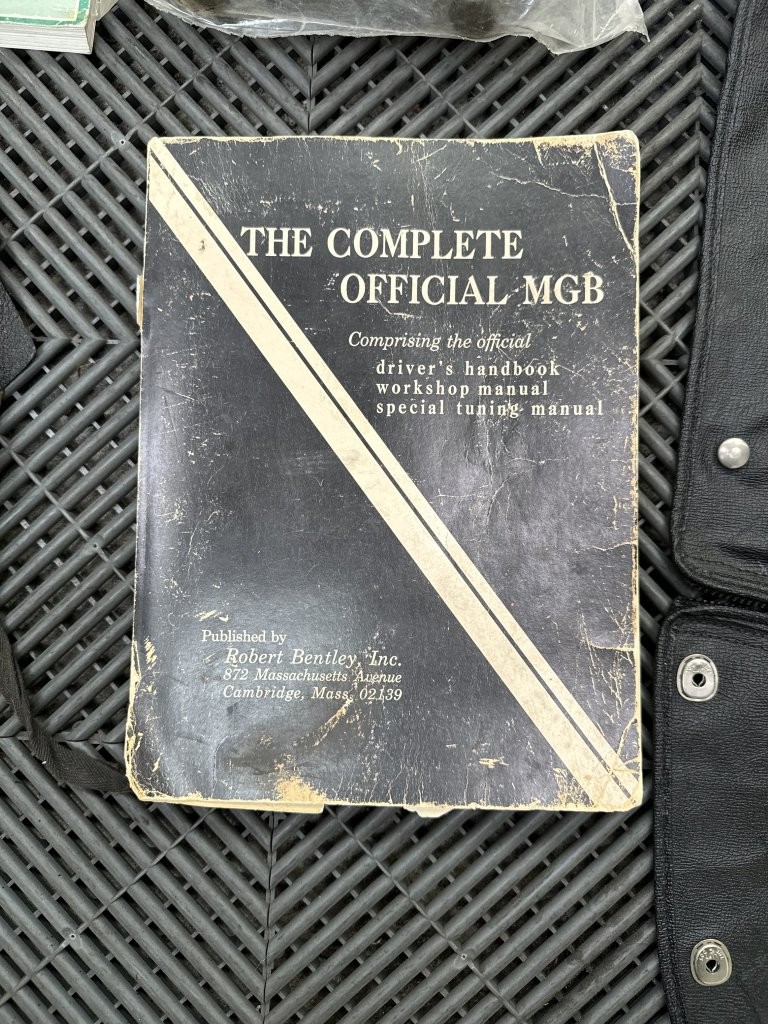 THE COMPLETE
OFFICIAL MGB
Comprising the official
driver's handbook
workshop manual
special tuning manual
Published by
Robert Bentley, Inc.
872 Massachusetts Avenue
Cambridge, Mass. 02139